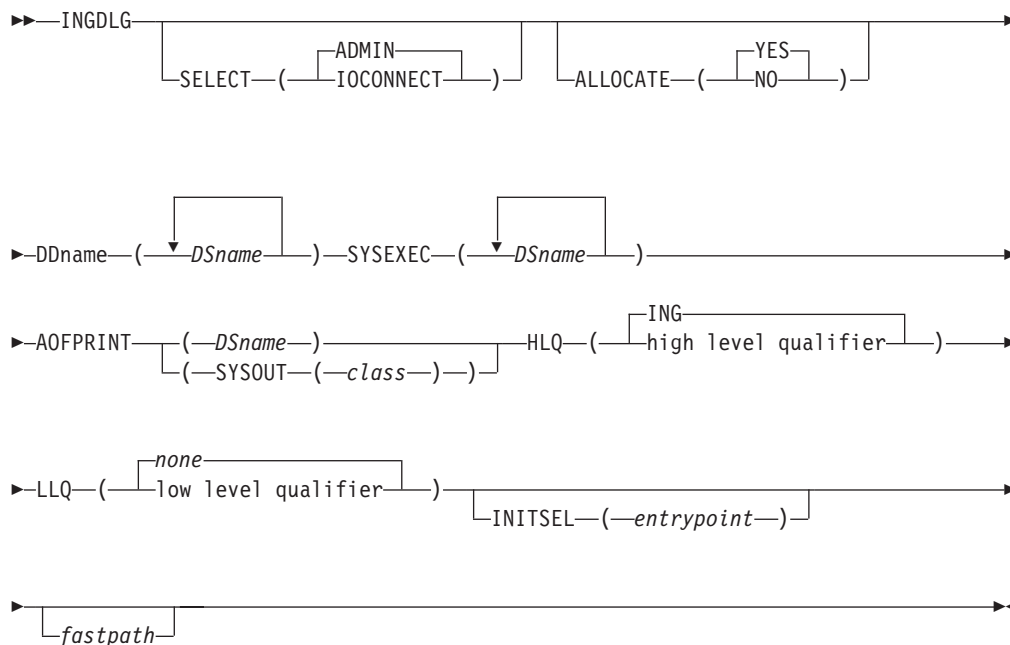 INGDLG
ADMIN YES
SELECT ( IOCONNECT ) ALLOCATE ( NO )
DDname ( DSname ) SYSEXEC ( DSname )
ING
AOFPRINT ( DSname ) HLQ ( high level qualifier )
( SYSOUT ( class ) )
none
LLQ ( low level qualifier )
INITSEL ( entrypoint )
fastpath